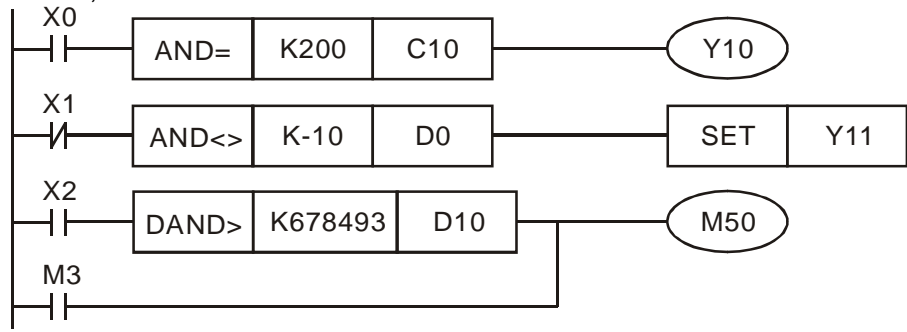 X0
AND= K200 C10 Y10
X1
AND<> K-10 D0 SET Y11
X2
DAND> K678493 D10 M50
M3